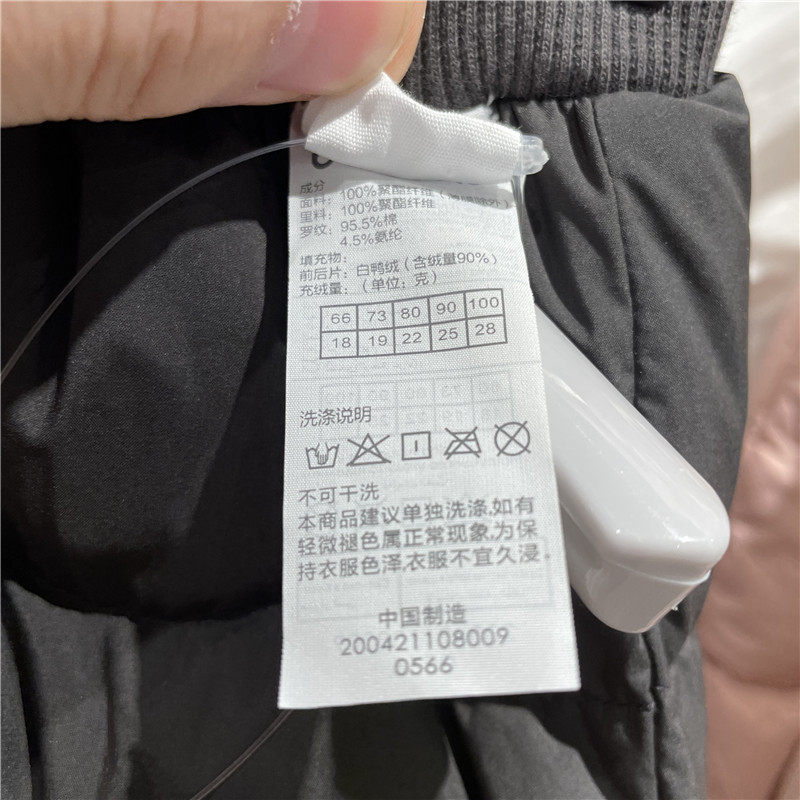 成分
面料：100%聚酯纤维（
里料：100%聚酯纤维
罗纹：95.5%棉
4.5%氨纶
填充物：
前后片：白鸭绒（含绒量90%）
充绒量：（单位：克）
66 73 80 90 100
18 19 22 25 28
洗涤说明
不可干洗
本商品建议单独洗涤,如有
轻微褪色属正常现象,为保
持衣服色泽,衣服不宜久浸。
中国制造
200421108009
0566